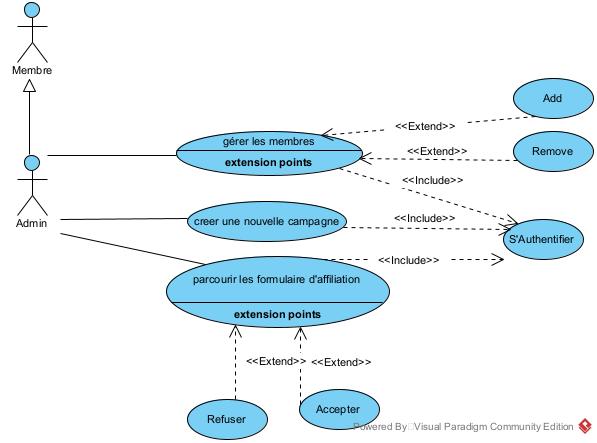 Membre
Admin
gérer les membres
extension points
creer une nouvelle campagne
parcourir les formulaire d'affiliation
extension points
Add
Remove
S'Authentifier
Refuser
Accepter
<<Extend>>
<<Extend>>
<<Include>>
<<Include>>
<<Include>>
<<Extend>>
<<Extend>>
Powered By Visual Paradigm Community Edition